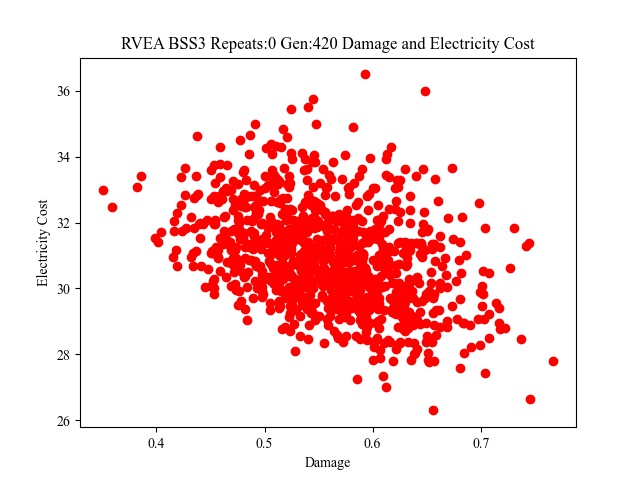 RVEA BSS3 Repeats:0 Gen:420 Damage and Electricity Cost
36
34
32
30
28
26
Electricity Cost
0.4 0.5 0.6 0.7
Damage